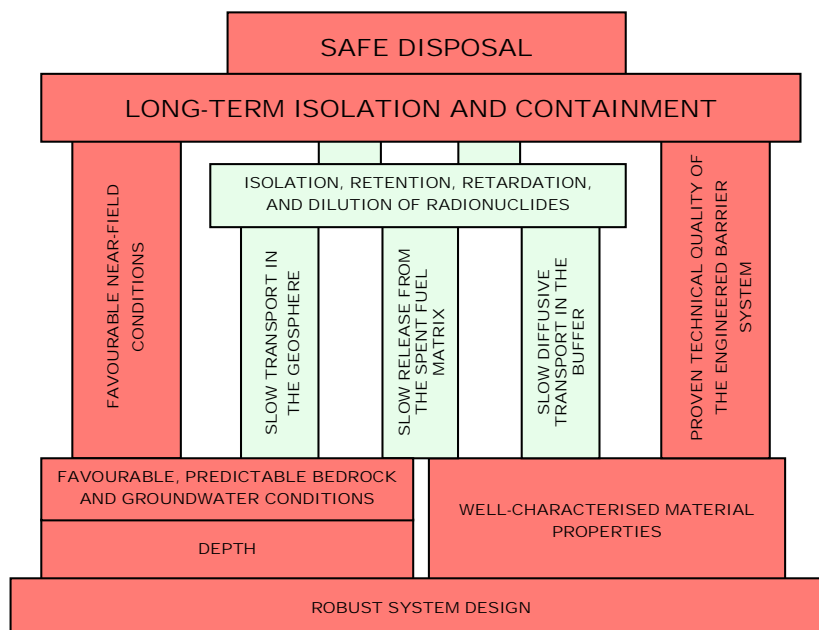 SAFE DISPOSAL
LONG-TERM ISOLATION AND CONTAINMENT
ISOLATION, RETENTION, RETARDATION,
AND DILUTION OF RADIONUCLIDES
FAVOURABLE NEAR-FIELD
CONDITIONS
SLOW TRANSPORT IN
THE GEOSPHERE
SLOW RELEASE FROM
THE SPENT FUEL
MATRIX
SLOW DIFFUSIVE
TRANSPORT IN THE
BUFFER
PROVEN TECHNICAL QUALITY OF
THE ENGINEERED BARRIER
SYSTEM
FAVOURABLE, PREDICTABLE BEDROCK
AND GROUNDWATER CONDITIONS
WELL-CHARACTERISED MATERIAL
PROPERTIES
DEPTH
ROBUST SYSTEM DESIGN